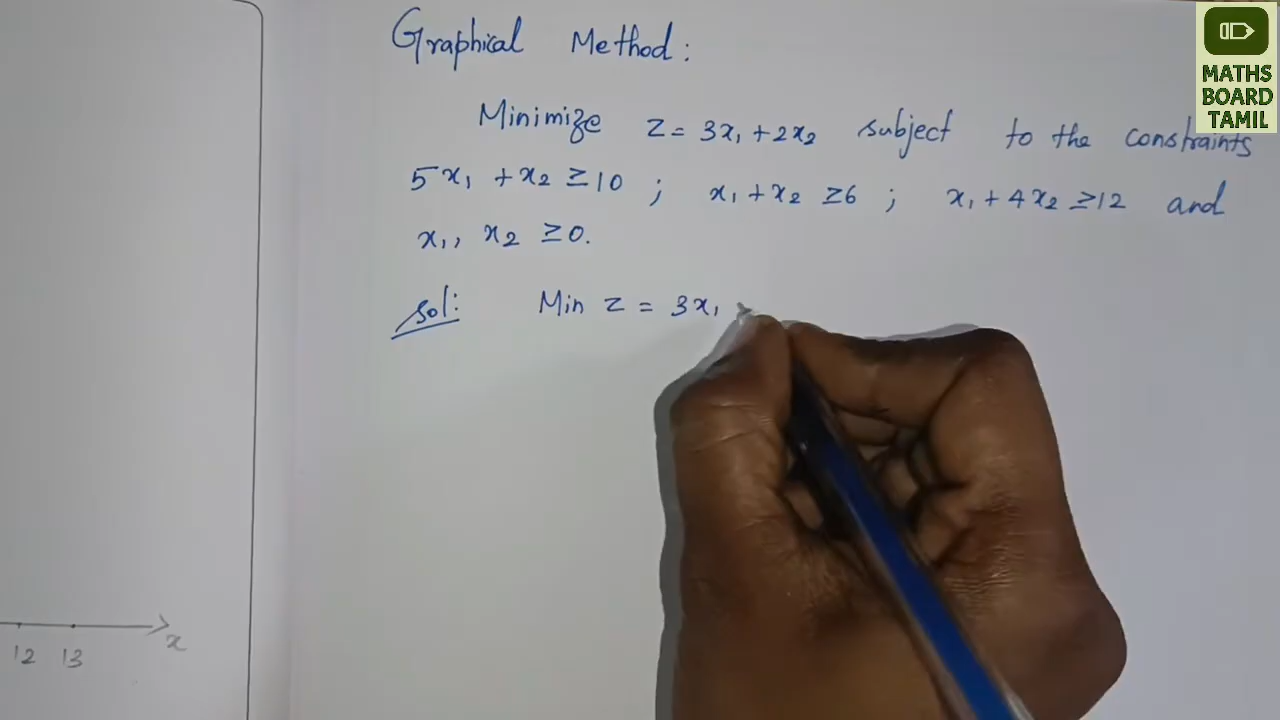 Graphical Method:
Minimize z = 3x₁ + 2x₂ subject to the constraints
5x₁ + x₂ ≥ 10 ; x₁ + x₂ ≥ 6 ; x₁ + 4x₂ ≥ 12 and
x₁, x₂ ≥ 0.
Sol: Min z = 3x₁ +
12 13 x
MATHS
BOARD
TAMIL